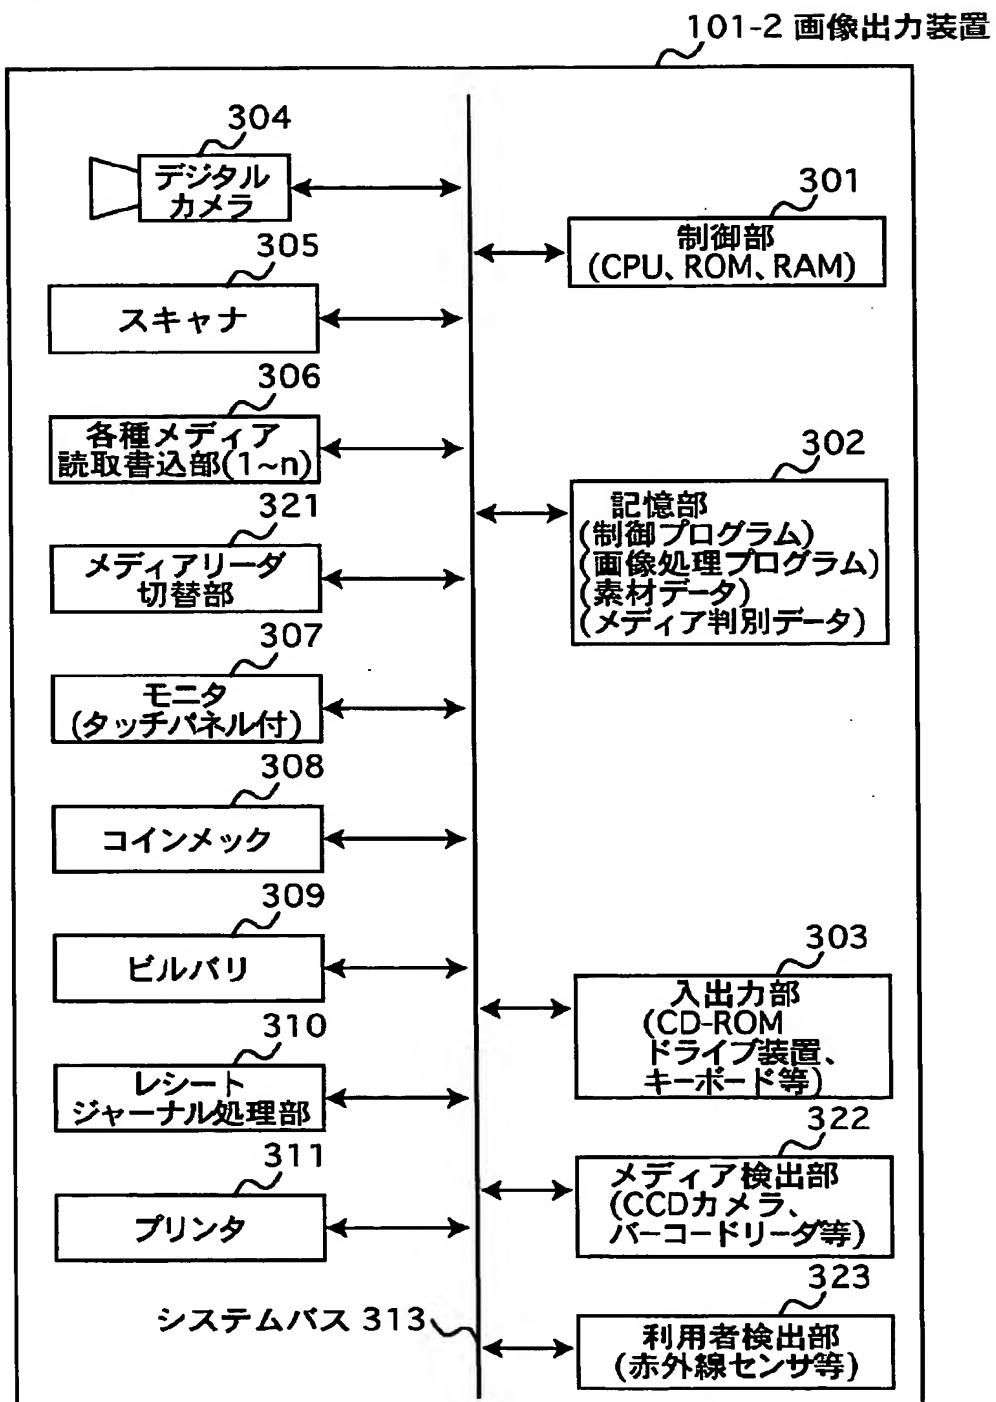 101-2 画像出力装置
304
デジタル
カメラ
305
スキャナ
306
各種メディア
読取書込部(1~n)
321
メディアリーダ
切替部
307
モニタ
(タッチパネル付)
308
コインメック
309
ビルバリ
310
レシート
ジャーナル処理部
311
プリンタ
システムバス 313
301
制御部
(CPU、ROM、RAM)
302
記憶部
(制御プログラム)
(画像処理プログラム)
(素材データ)
(メディア判別データ)
303
入出力部
(CD-ROM
ドライブ装置、
キーボード等)
322
メディア検出部
(CCDカメラ、
バーコードリーダ等)
323
利用者検出部
(赤外線センサ等)